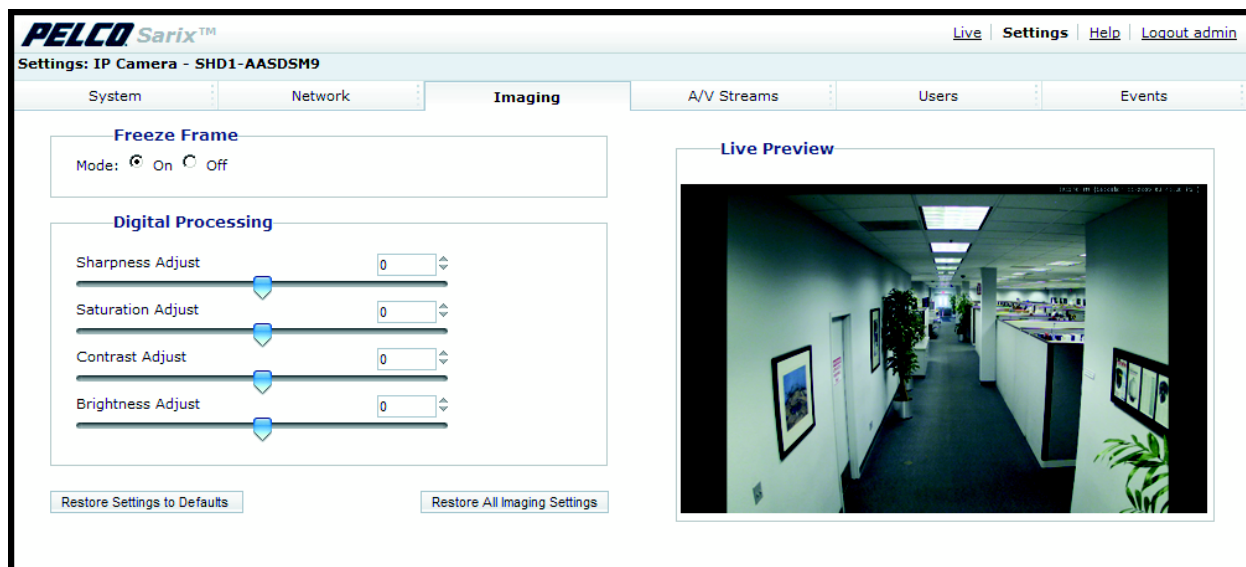 PELCO Sarix™
Live Settings Help Logout admin
Settings: IP Camera - SHD1-AASDSM9
System Network Imaging A/V Streams Users Events
Freeze Frame
Mode: On Off
Digital Processing
Sharpness Adjust 0
Saturation Adjust 0
Contrast Adjust 0
Brightness Adjust 0
Restore Settings to Defaults Restore All Imaging Settings
Live Preview